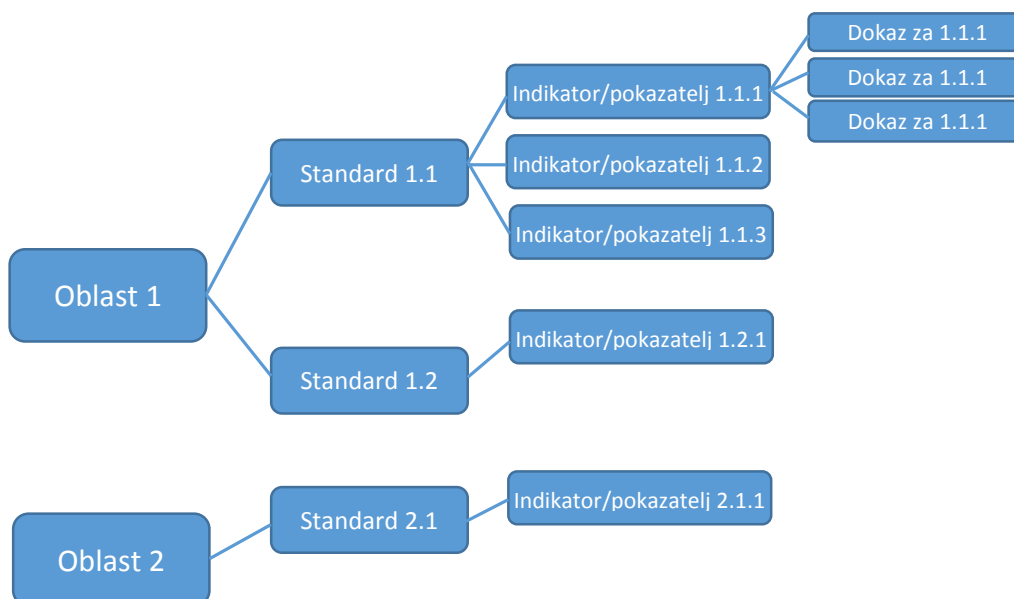 Dokaz za 1.1.1
Indikator/pokazatelj 1.1.1
Dokaz za 1.1.1
Dokaz za 1.1.1
Standard 1.1
Indikator/pokazatelj 1.1.2
Indikator/pokazatelj 1.1.3
Oblast 1
Standard 1.2
Indikator/pokazatelj 1.2.1
Standard 2.1
Indikator/pokazatelj 2.1.1
Oblast 2